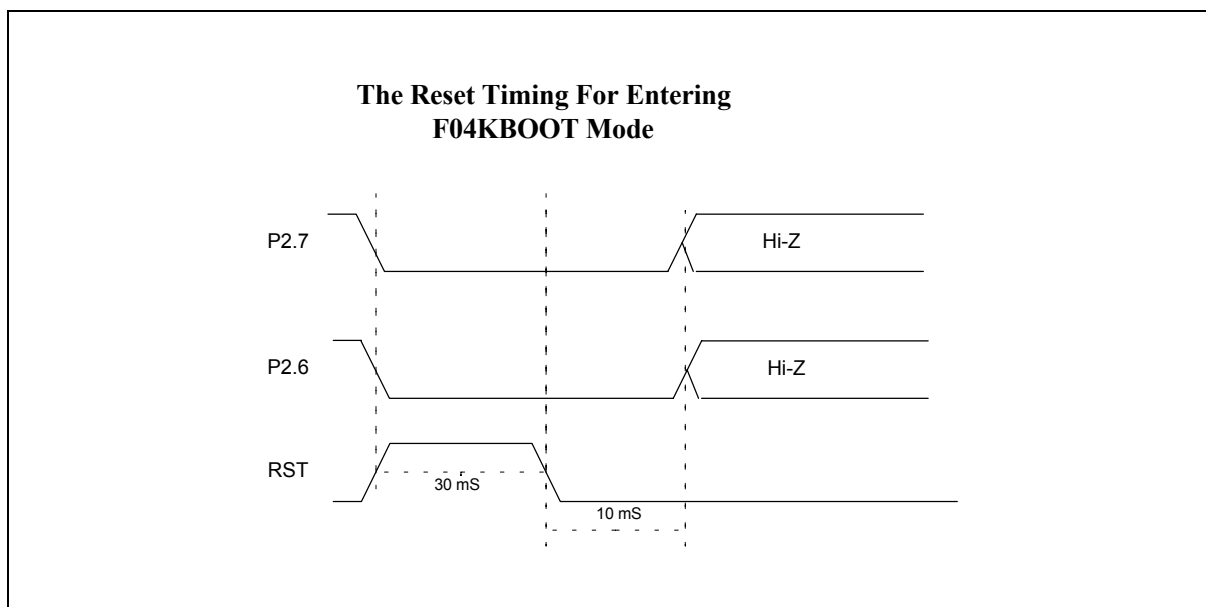 The Reset Timing For Entering
F04KBOOT Mode
P2.7
Hi-Z
P2.6
Hi-Z
RST
30 mS
10 mS